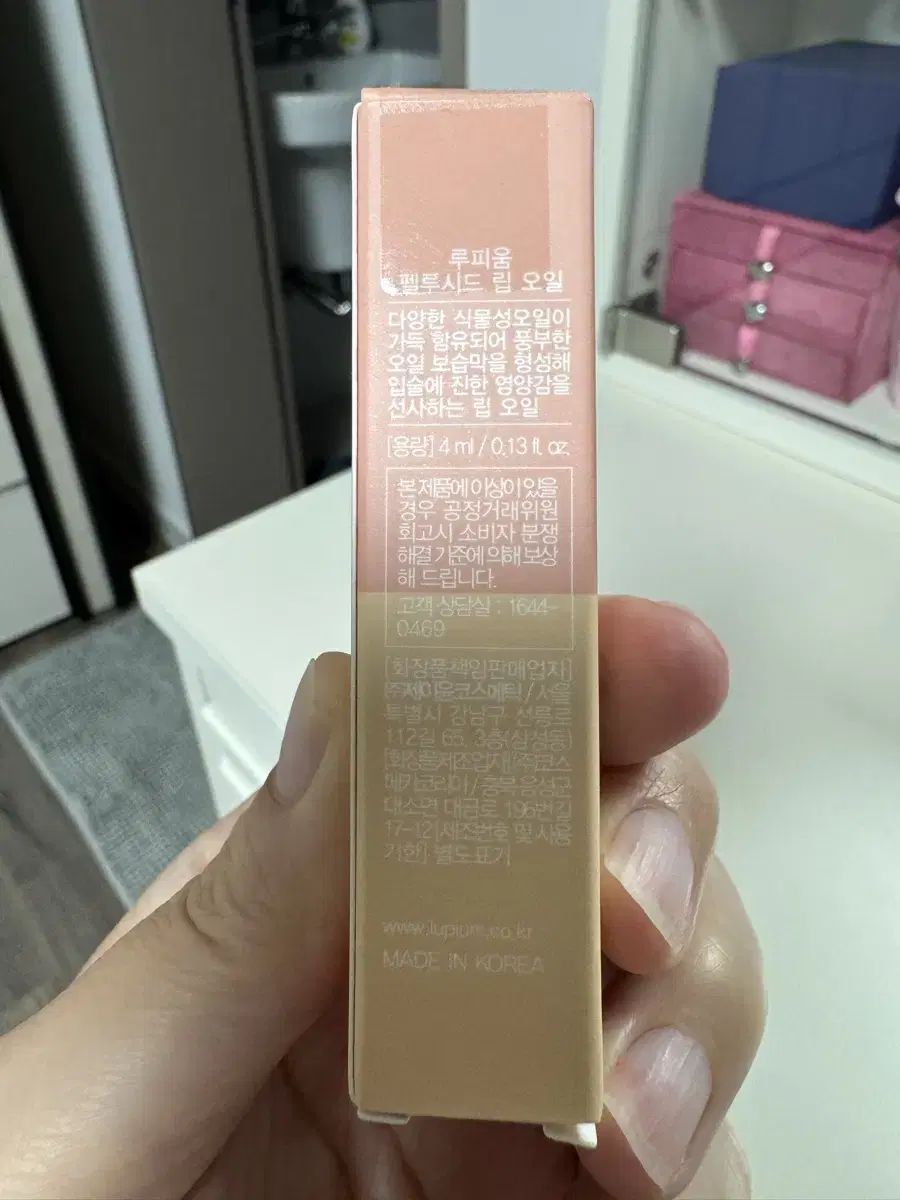 루피움
펠루시드 립 오일
다양한 식물성오일이
가득 함유되어 풍부한
오일 보습막을 형성해
입술에 진한 영양감을
선사하는 립 오일
[용량] 4 ml / 0.13 fl. oz.
본 제품에 이상이 있을
경우 공정거래위원
회고시 소비자 분쟁
해결 기준에 의해 보상
해 드립니다.
고객 상담실 : 1644-
0469
[화장품책임판매업자]
㈜제이올코스메틱 / 서울
특별시 강남구 선릉로
112길 65, 3층(삼성동)
[화장품제조업자] ㈜코스
메카코리아 / 충북 음성군
대소면 대금로 196번길
17-12 [제조번호 및 사용
기한] 별도표기
www.lupium.co.kr
MADE IN KOREA